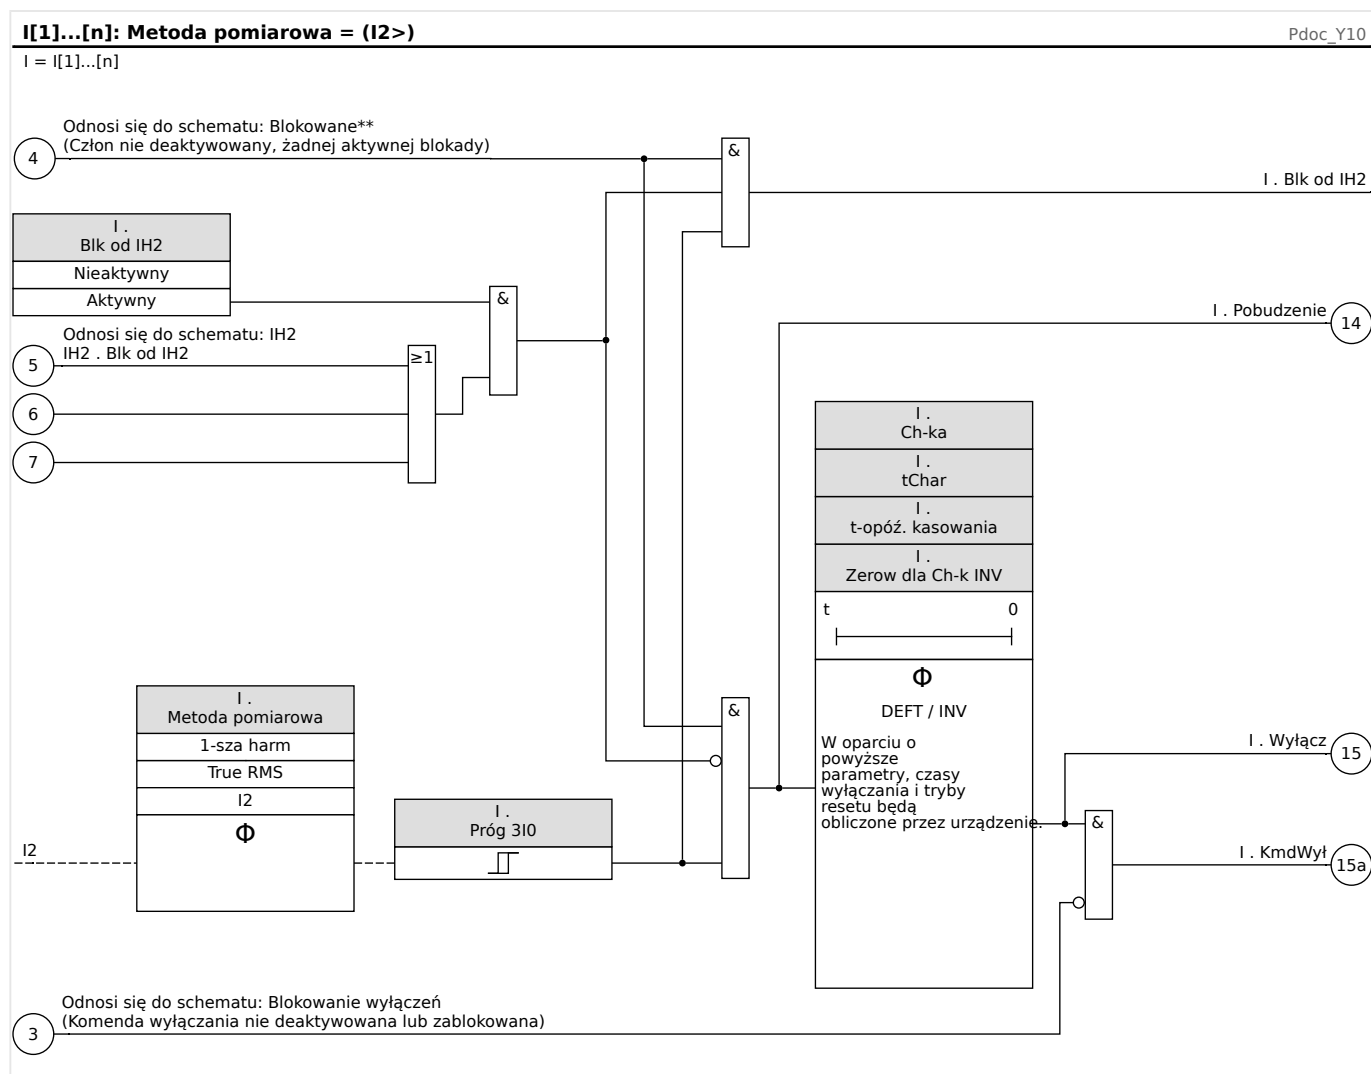 I[1]...[n]: Metoda pomiarowa = (I2>)
Pdoc_Y10
I = I[1]...[n]
Odnosi się do schematu: Blokowane**
(Człon nie deaktywowany, żadnej aktywnej blokady)
4
&
I . Blk od IH2
I .
Blk od IH2
Nieaktywny
Aktywny
&
I . Pobudzenie
14
Odnosi się do schematu: IH2
IH2 . Blk od IH2
5
≥1
6
7
I .
Ch-ka
I .
tChar
I .
t-opóź. kasowania
I .
Zerow dla Ch-k INV
t
0
Φ
DEFT / INV
W oparciu o
powyższe
parametry, czasy
wyłączania i tryby
resetu będą
obliczone przez urządzenie.
I .
Metoda pomiarowa
1-sza harm
True RMS
I2
Φ
&
I . Wyłącz
15
I .
Próg 3I0
&
I2
I . KmdWył
15a
Odnosi się do schematu: Blokowanie wyłączeń
(Komenda wyłączania nie deaktywowana lub zablokowana)
3